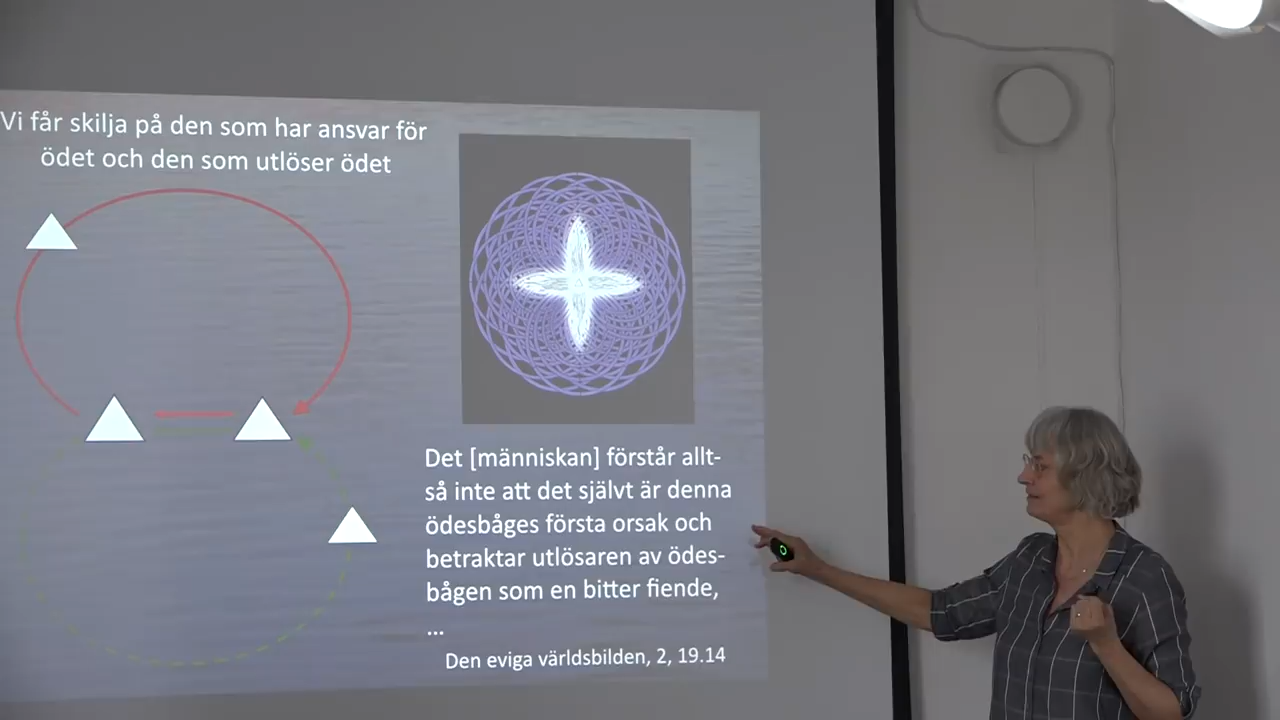 Vi får skilja på den som har ansvar för
ödet och den som utlöser ödet
Det [människan] förstår allt-
så inte att det självt är denna
ödesbåges första orsak och
betraktar utlösaren av ödes-
bågen som en bitter fiende,
...
Den eviga världsbilden, 2, 19.14